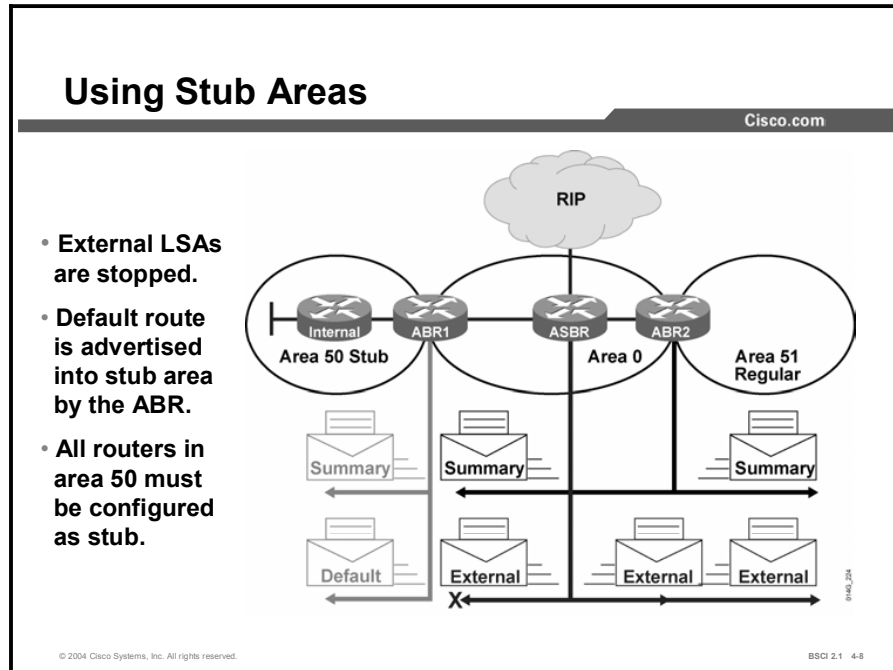 Using Stub Areas
Cisco.com
• External LSAs
are stopped.
• Default route
is advertised
into stub area
by the ABR.
• All routers in
area 50 must
be configured
as stub.
RIP
Internal
ABR1
ASBR
ABR2
Area 50 Stub
Area 0
Area 51
Regular
Summary
Summary
Summary
Default
External
External
External
X
014G_224
© 2004 Cisco Systems, Inc. All rights reserved.
BSCI 2.1 4-8